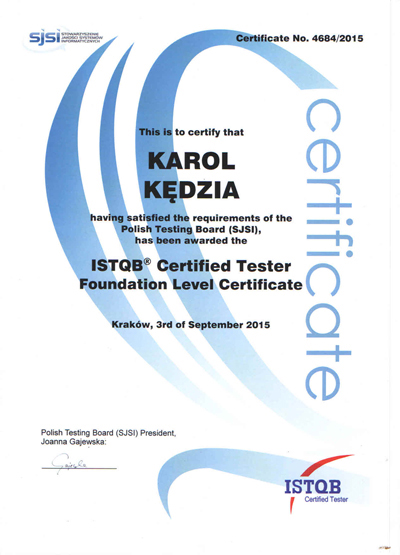 sjsi STOWARZYSZENIE
JAKOŚCI SYSTEMÓW
INFORMATYCZNYCH
Certificate No. 4684/2015
certificate
This is to certify that
KAROL
KĘDZIA
having satisfied the requirements of the
Polish Testing Board (SJSI),
has been awarded the
ISTQB® Certified Tester
Foundation Level Certificate
Kraków, 3rd of September 2015
Polish Testing Board (SJSI) President,
Joanna Gajewska:
ISTQB
Certified Tester